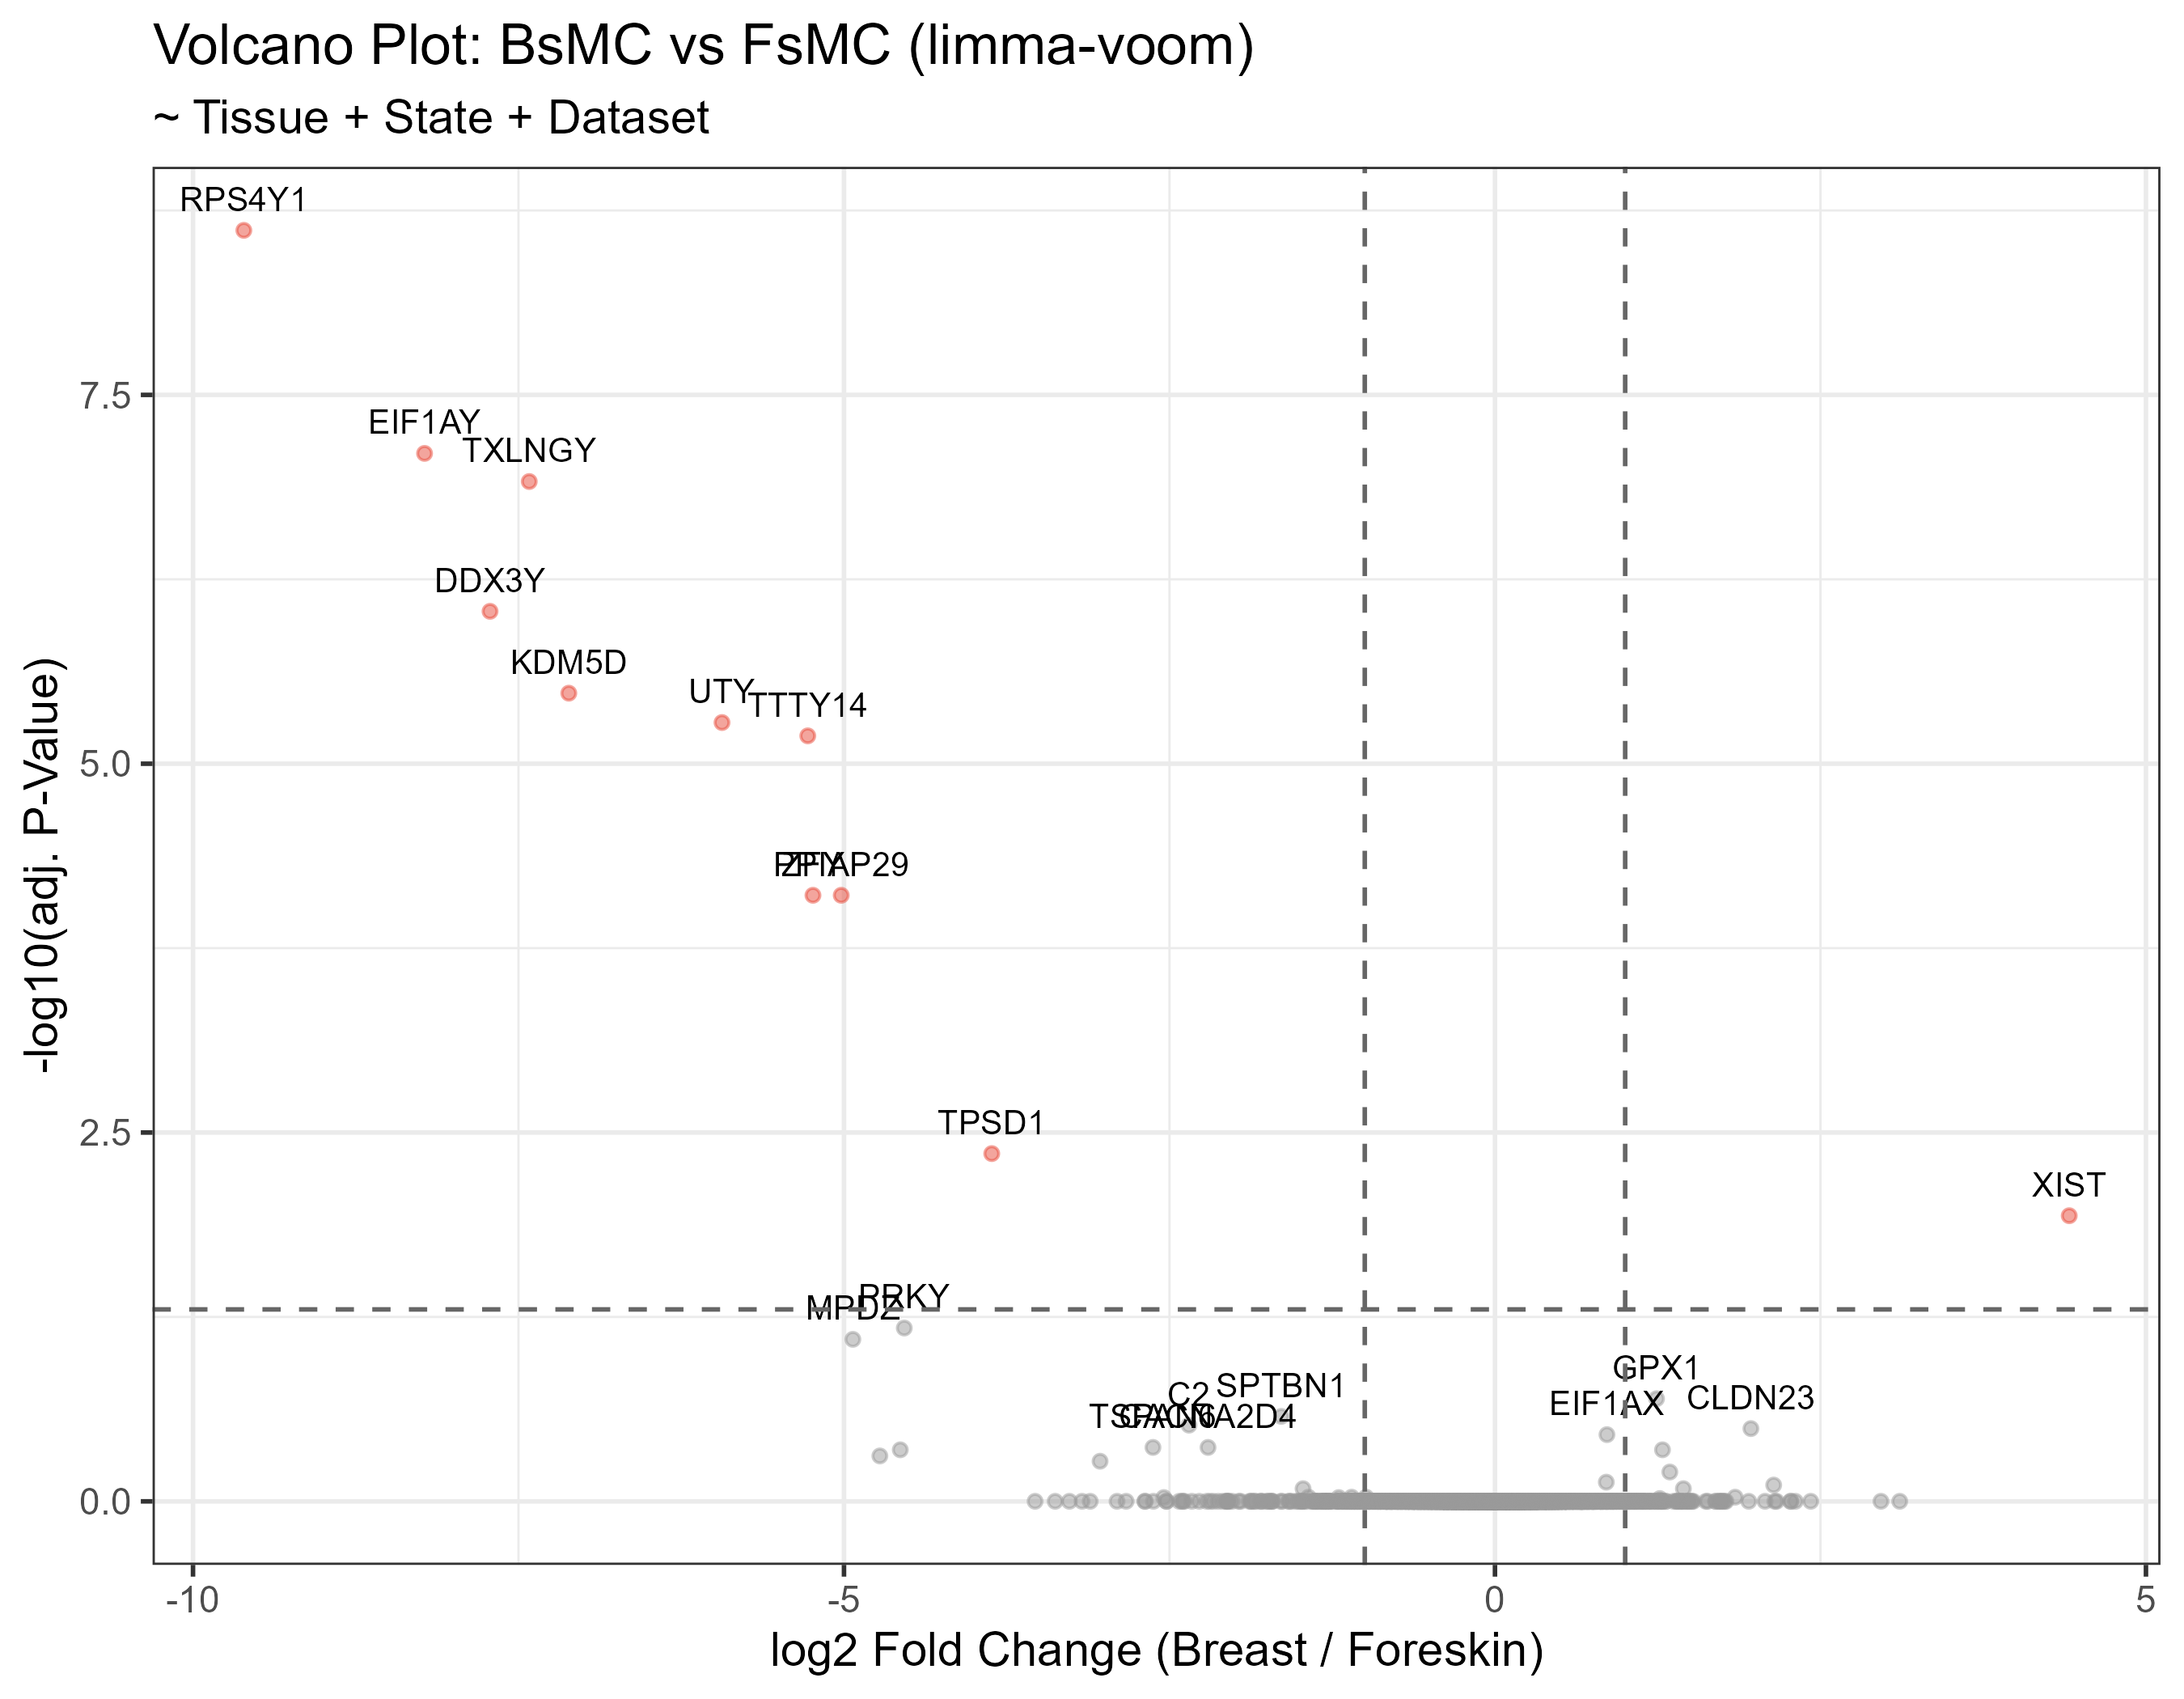 Volcano Plot: BsMC vs FsMC (limma-voom)
~ Tissue + State + Dataset
-log10(adj. P-Value)
7.5
5.0
2.5
0.0
RPS4Y1
EIF1AY
TXLNGY
DDX3Y
KDM5D
UTY
TTTY14
ZFY
TPSD1
XIST
PRKY
MPDZ
SPTBN1
C2
CACNA2D4
GPX1
EIF1AX
CLDN23
-10
-5
0
5
log2 Fold Change (Breast / Foreskin)